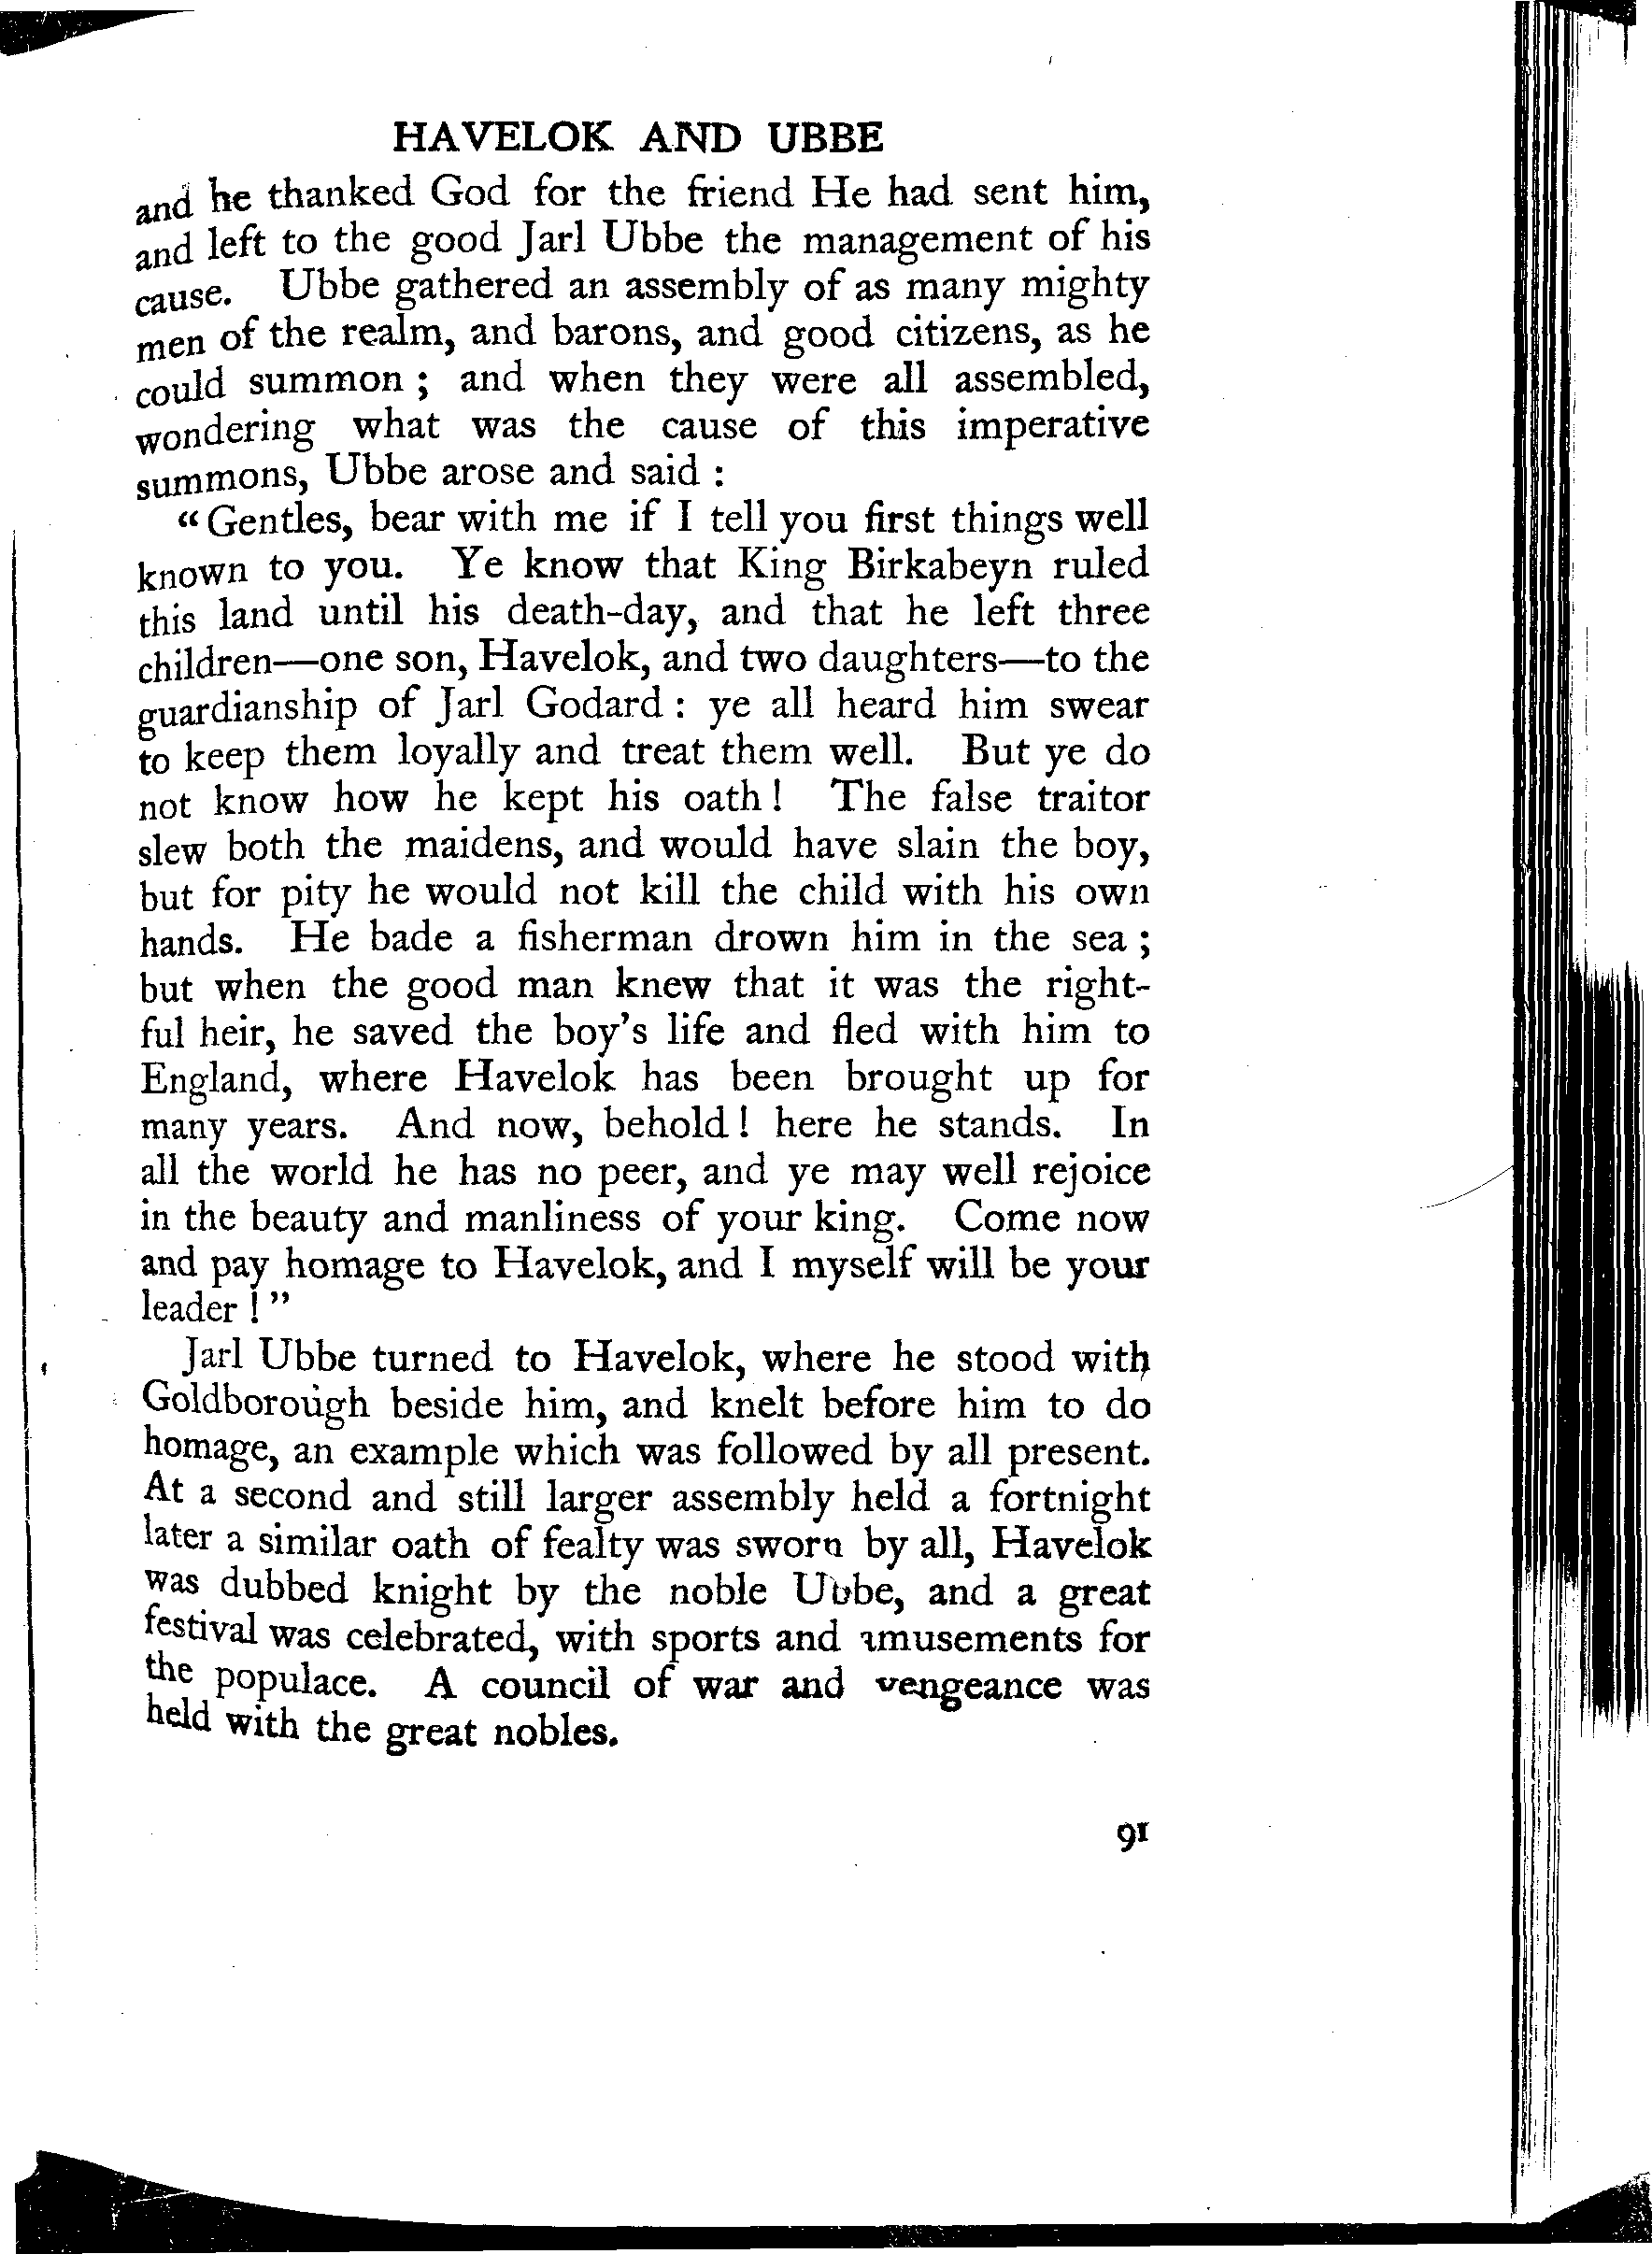 HAVELOK AND UBBE
and he thanked God for the friend He had sent him,
and left to the good Jarl Ubbe the management of his
cause. Ubbe gathered an assembly of as many mighty
men of the realm, and barons, and good citizens, as he
could summon ; and when they were all assembled,
wondering what was the cause of this imperative
summons, Ubbe arose and said :
“ Gentles, bear with me if I tell you first things well
known to you. Ye know that King Birkabeyn ruled
this land until his death-day, and that he left three
children—one son, Havelok, and two daughters—to the
guardianship of Jarl Godard : ye all heard him swear
to keep them loyally and treat them well. But ye do
not know how he kept his oath ! The false traitor
slew both the maidens, and would have slain the boy,
but for pity he would not kill the child with his own
hands. He bade a fisherman drown him in the sea ;
but when the good man knew that it was the right-
ful heir, he saved the boy’s life and fled with him to
England, where Havelok has been brought up for
many years. And now, behold ! here he stands. In
all the world he has no peer, and ye may well rejoice
in the beauty and manliness of your king. Come now
and pay homage to Havelok, and I myself will be your
leader ! ”
Jarl Ubbe turned to Havelok, where he stood with
Goldborough beside him, and knelt before him to do
homage, an example which was followed by all present.
At a second and still larger assembly held a fortnight
later a similar oath of fealty was sworn by all, Havelok
was dubbed knight by the noble Ubbe, and a great
festival was celebrated, with sports and amusements for
the populace. A council of war and vengeance was
held with the great nobles.
91